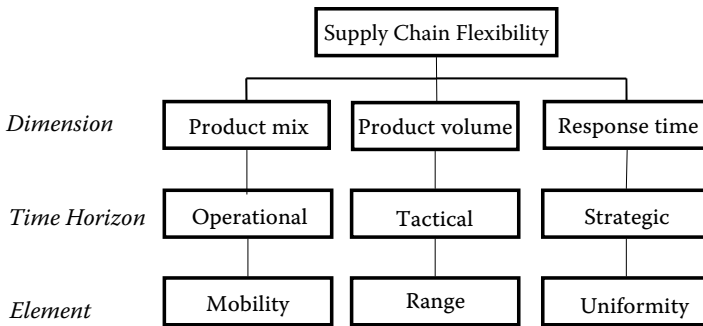 Supply Chain Flexibility
Dimension
Product mix
Product volume
Response time
Time Horizon
Operational
Tactical
Strategic
Element
Mobility
Range
Uniformity